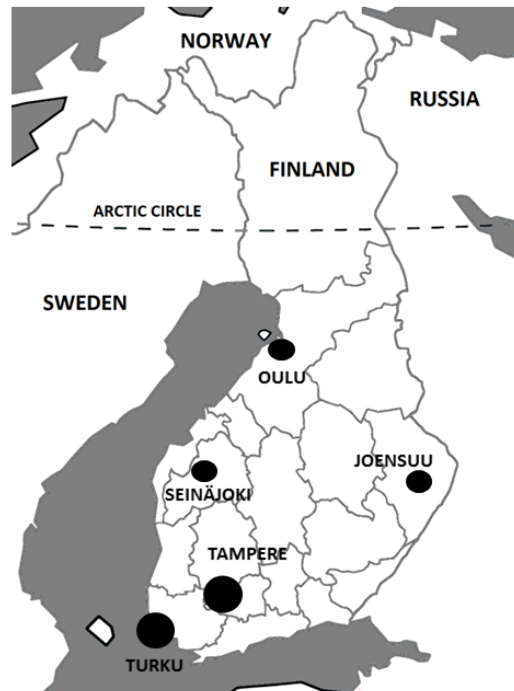 NORWAY
RUSSIA
FINLAND
ARCTIC CIRCLE
SWEDEN
OULU
JOENSUU
SEINÄJOKI
TAMPERE
TURKU